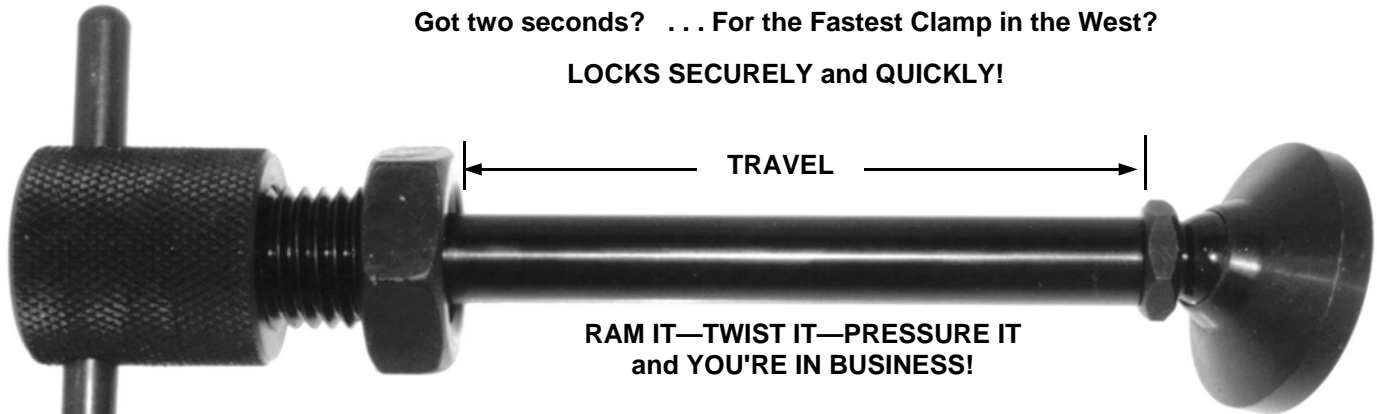 Got two seconds? . . . For the Fastest Clamp in the West?
LOCKS SECURELY and QUICKLY!
TRAVEL
RAM IT—TWIST IT—PRESSURE IT
and YOU'RE IN BUSINESS!